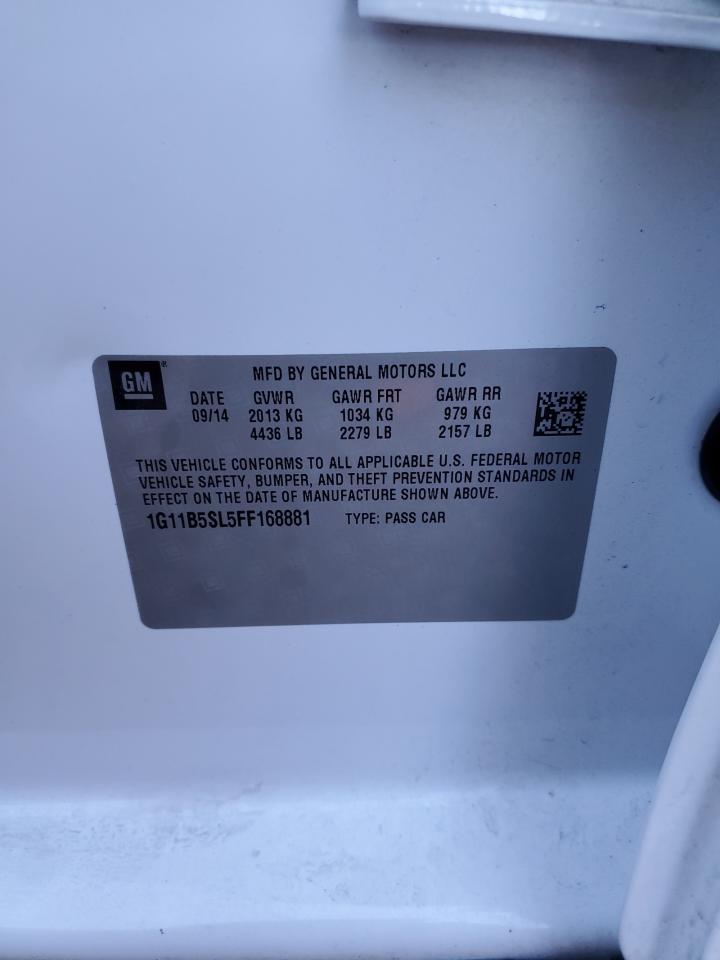 GM ®
MFD BY GENERAL MOTORS LLC
DATE GVWR GAWR FRT GAWR RR
09/14 2013 KG 1034 KG 979 KG
4436 LB 2279 LB 2157 LB
THIS VEHICLE CONFORMS TO ALL APPLICABLE U.S. FEDERAL MOTOR
VEHICLE SAFETY, BUMPER, AND THEFT PREVENTION STANDARDS IN
EFFECT ON THE DATE OF MANUFACTURE SHOWN ABOVE.
1G11B5SL5FF168881 TYPE: PASS CAR